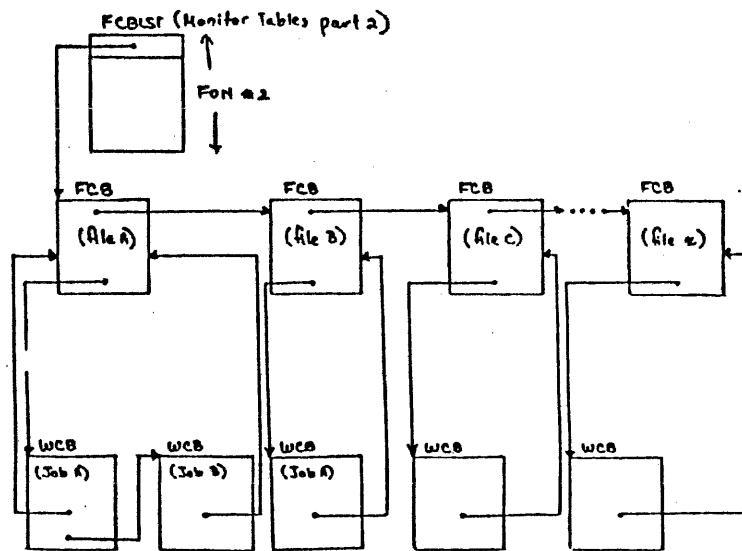 FCBLST (Monitor Tables part 2)
FCB FCB FCB FCB
(file A) (file B) (file C) (file x)
WCB WCB WCB WCB WCB
(Job A) (Job B) (Job A)